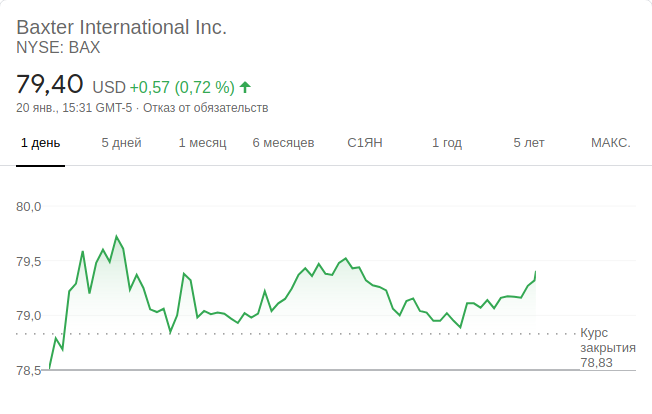 Baxter International Inc.
NYSE: BAX
79,40 USD +0,57 (0,72 %)
20 янв., 15:31 GMT-5 · Отказ от обязательств
1 день 5 дней 1 месяц 6 месяцев С1ЯН 1 год 5 лет МАКС.
80,0
79,5
79,0
78,5
Курс
закрытия
78,83